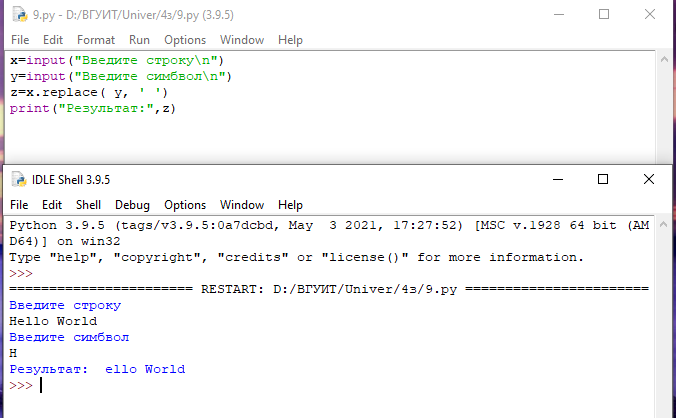 9.py - D:/ВГУИТ/Univer/4з/9.py (3.9.5)
File Edit Format Run Options Window Help
x=input("Введите строку\n")
y=input("Введите симбвол\n")
z=x.replace( y, ' ')
print("Результат:",z)
IDLE Shell 3.9.5
File Edit Shell Debug Options Window Help
Python 3.9.5 (tags/v3.9.5:0a7dcbd, May  3 2021, 17:27:52) [MSC v.1928 64 bit (AM
D64)] on win32
Type "help", "copyright", "credits" or "license()" for more information.
>>>
======================= RESTART: D:/ВГУИТ/Univer/4з/9.py =======================
Введите строку
Hello World
Введите симбвол
H
Результат:  ello World
>>>